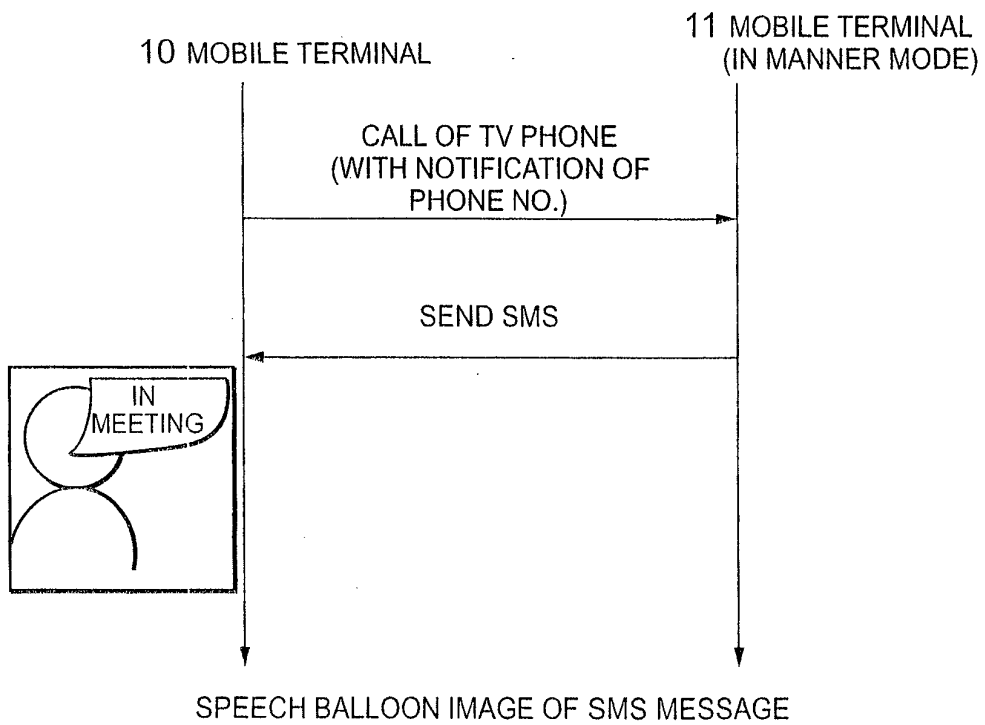 10 MOBILE TERMINAL
11 MOBILE TERMINAL
(IN MANNER MODE)
CALL OF TV PHONE
(WITH NOTIFICATION OF
PHONE NO.)
SEND SMS
IN
MEETING
SPEECH BALLOON IMAGE OF SMS MESSAGE